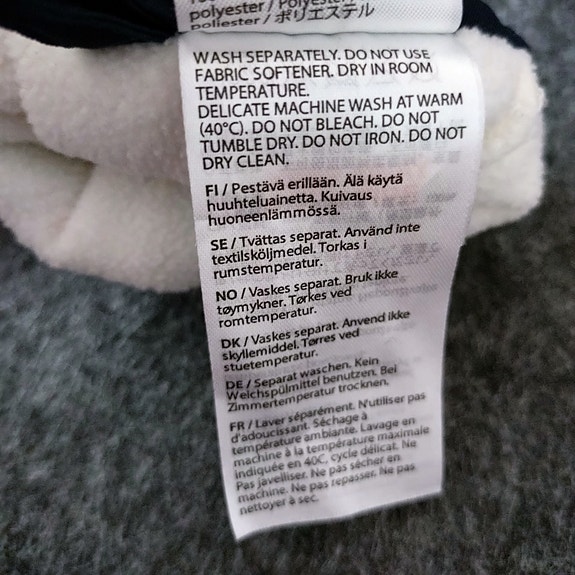 polyester / Polyester
poliester / ポリエステル
WASH SEPARATELY. DO NOT USE
FABRIC SOFTENER. DRY IN ROOM
TEMPERATURE.
DELICATE MACHINE WASH AT WARM
(40°C). DO NOT BLEACH. DO NOT
TUMBLE DRY. DO NOT IRON. DO NOT
DRY CLEAN.
FI / Pestävä erillään. Älä käytä
huuhteluainetta. Kuivaus
huoneenlämmössä.
SE / Tvättas separat. Använd inte
textilsköljmedel. Torkas i
rumstemperatur.
NO / Vaskes separat. Bruk ikke
tøymykner. Tørkes ved
romtemperatur.
DK / Vaskes separat. Anvend ikke
skyllemiddel. Tørres ved
stuetemperatur.
DE / Separat waschen. Kein
Weichspülmittel benutzen. Bei
Zimmertemperatur trocknen.
FR / Laver séparément. N'utiliser pas
d'adoucissant. Séchage à
température ambiante. Lavage en
machine à la température maximale
indiquée en 40C, cycle délicat. Ne
Pas javelliser. Ne pas sécher en
machine. Ne pas repasser. Ne pas
nettoyer à sec.